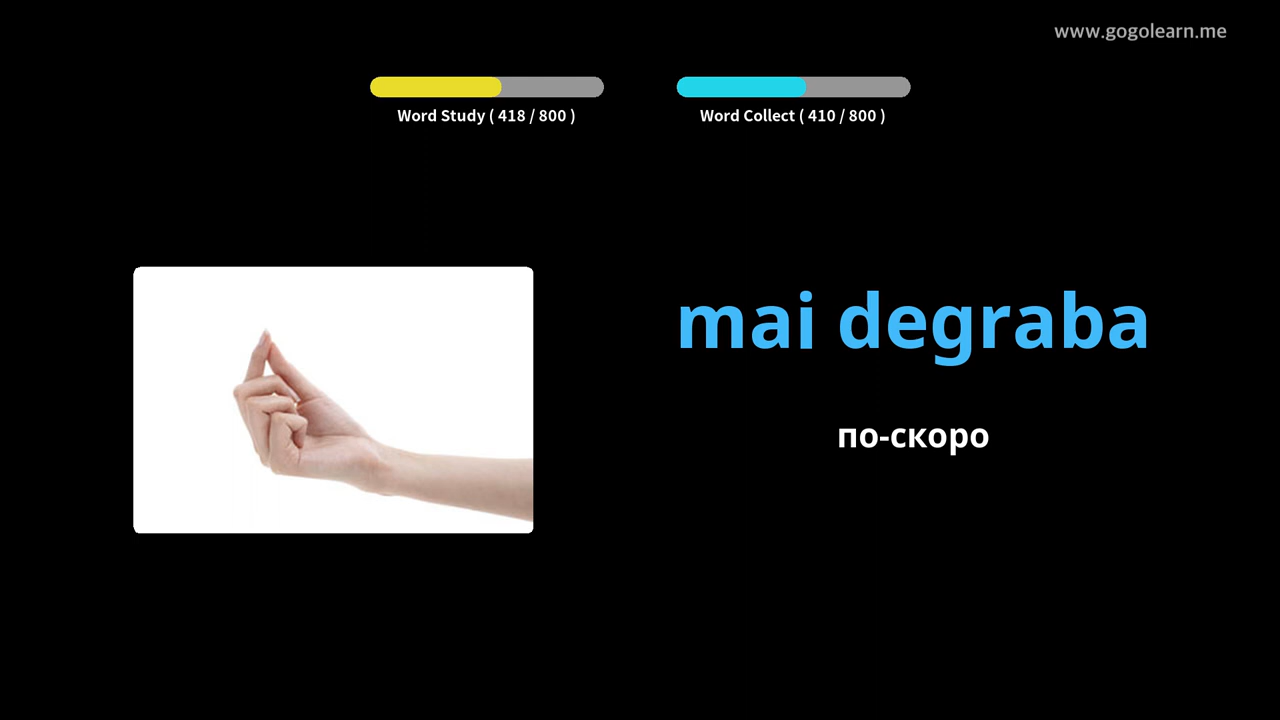 www.gogolearn.me
Word Study ( 418 / 800 )
Word Collect ( 410 / 800 )
mai degraba
по-скоро